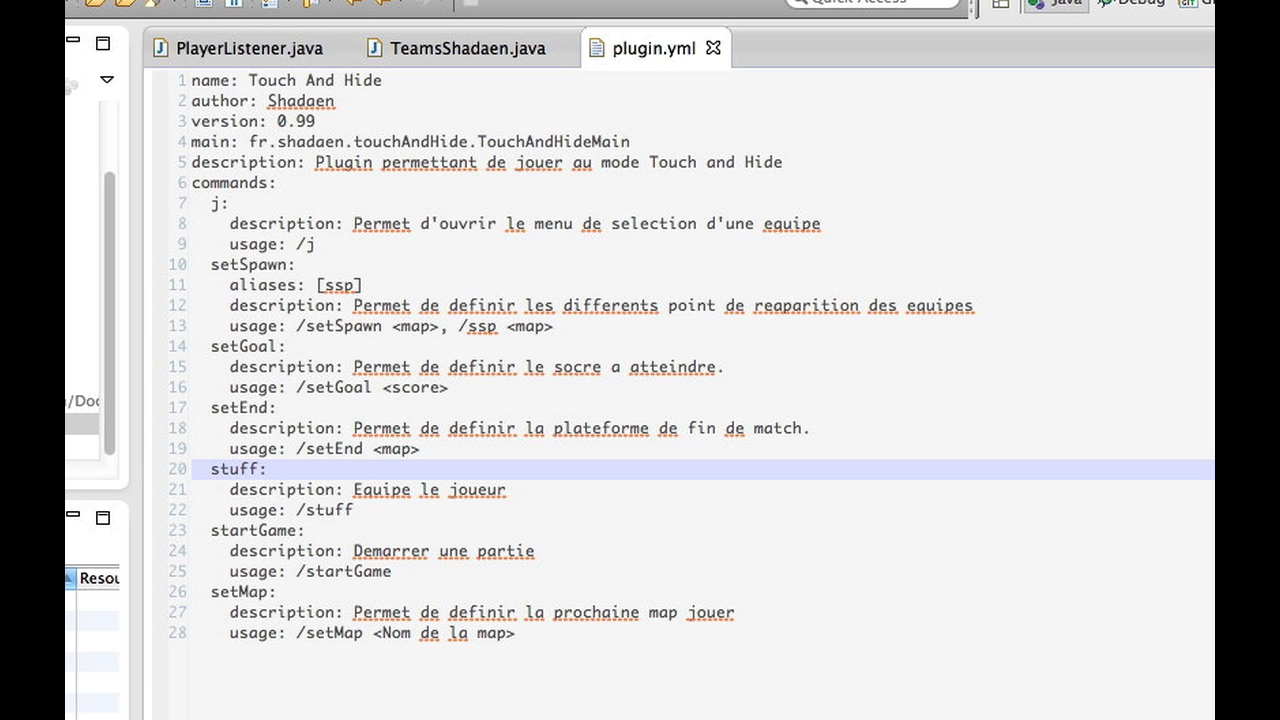 Quick Access
Java
Debug
PlayerListener.java
TeamsShadaen.java
plugin.yml
1 name: Touch And Hide
2 author: Shadaen
3 version: 0.99
4 main: fr.shadaen.touchAndHide.TouchAndHideMain
5 description: Plugin permettant de jouer au mode Touch and Hide
6 commands:
7 j:
8 description: Permet d'ouvrir le menu de selection d'une equipe
9 usage: /j
10 setSpawn:
11 aliases: [ssp]
12 description: Permet de definir les differents point de reaparition des equipes
13 usage: /setSpawn <map>, /ssp <map>
14 setGoal:
15 description: Permet de definir le socre a atteindre.
16 usage: /setGoal <score>
17 setEnd:
18 description: Permet de definir la plateforme de fin de match.
19 usage: /setEnd <map>
20 stuff:
21 description: Equipe le joueur
22 usage: /stuff
23 startGame:
24 description: Demarrer une partie
25 usage: /startGame
26 setMap:
27 description: Permet de definir la prochaine map jouer
28 usage: /setMap <Nom de la map>
/Doc
Resou